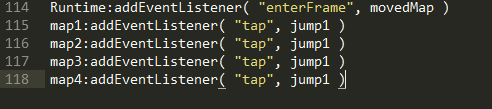 114 Runtime:addEventListener( "enterFrame", movedMap )
115 map1:addEventListener( "tap", jump1 )
116 map2:addEventListener( "tap", jump1 )
117 map3:addEventListener( "tap", jump1 )
118 map4:addEventListener( "tap", jump1 )